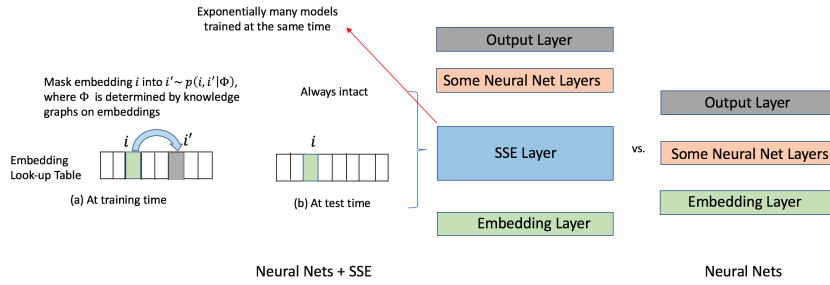 Exponentially many models
trained at the same time
Mask embedding i into i′~ p(i, i′|Φ),
where Φ is determined by knowledge
graphs on embeddings
i
i′
Embedding
Look-up Table
(a) At training time
Always intact
i
(b) At test time
Output Layer
Some Neural Net Layers
SSE Layer
Embedding Layer
vs.
Output Layer
Some Neural Net Layers
Embedding Layer
Neural Nets + SSE
Neural Nets